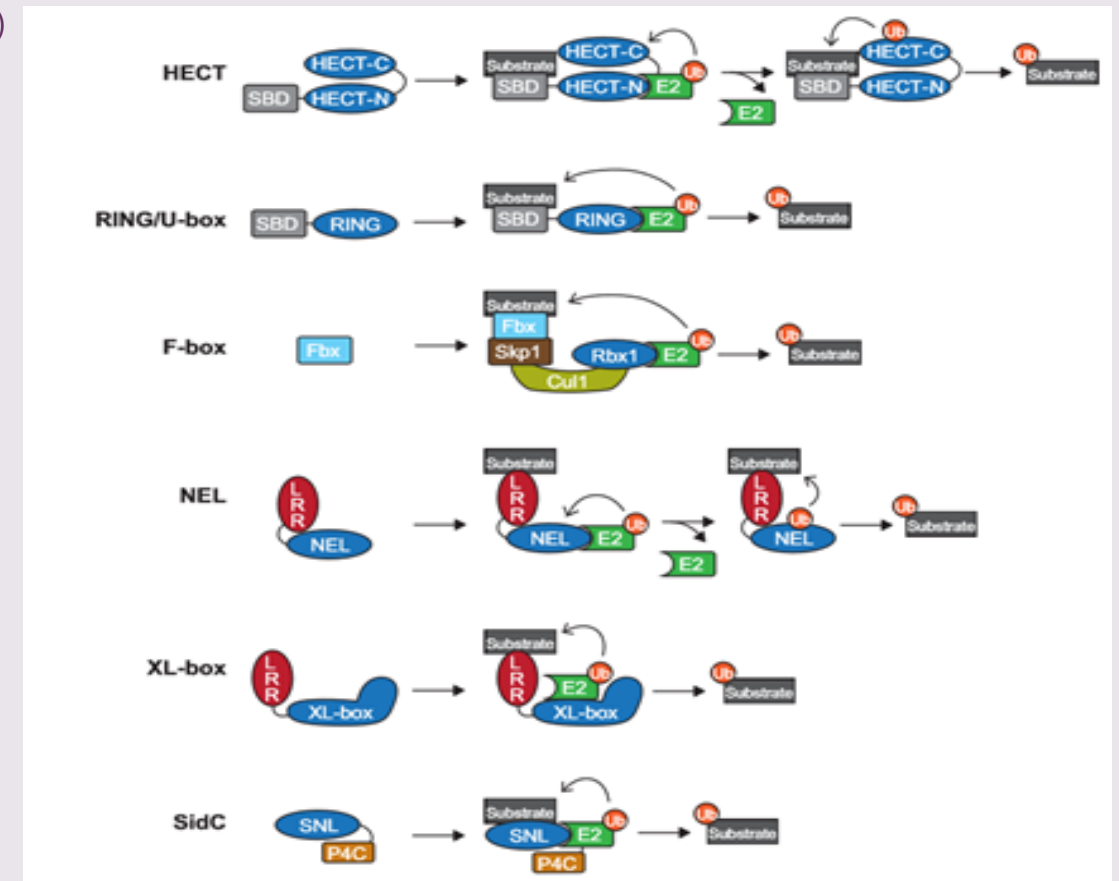 )
HECT
HECT-C
SBD
HECT-N
Substrate
HECT-C
SBD
HECT-N
E2
Ub
E2
Ub
Substrate
HECT-C
SBD
HECT-N
Ub
Substrate
RING/U-box
SBD
RING
Substrate
SBD
RING
E2
Ub
Ub
Substrate
F-box
Fbx
Substrate
Fbx
Skp1
Cul1
Rbx1
E2
Ub
Ub
Substrate
NEL
LRR
NEL
Substrate
LRR
NEL
E2
Ub
E2
Substrate
LRR
Ub
NEL
Ub
Substrate
XL-box
LRR
XL-box
Substrate
LRR
E2
Ub
XL-box
Ub
Substrate
SidC
SNL
P4C
Substrate
SNL
E2
Ub
P4C
Ub
Substrate